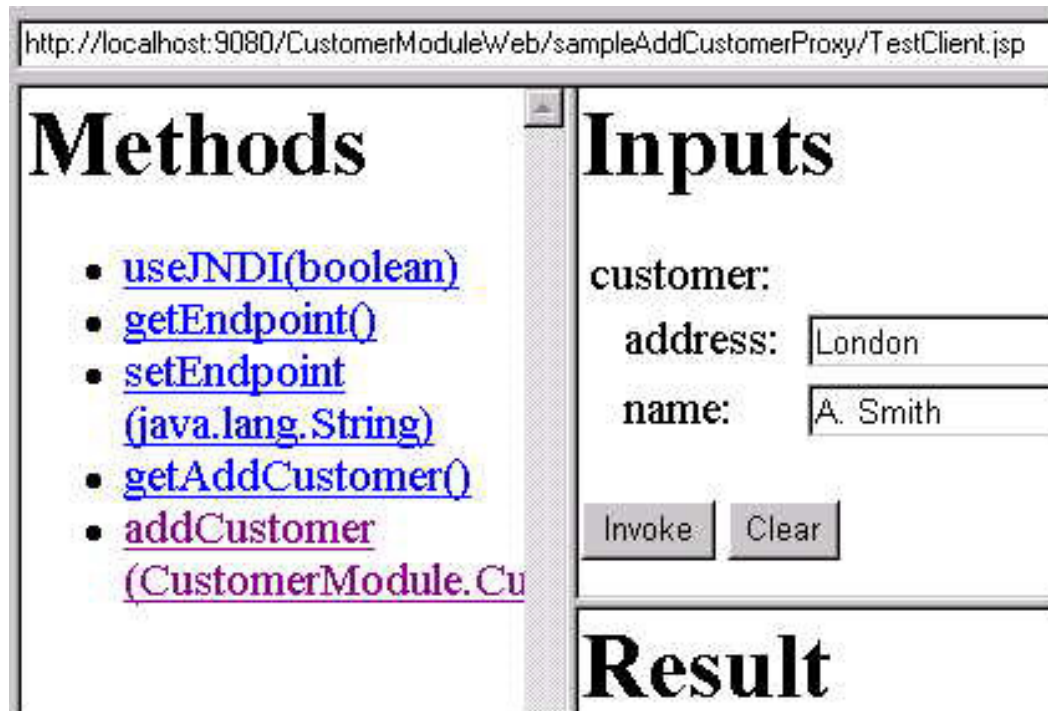 http://localhost:9080/CustomerModuleWeb/sampleAddCustomerProxy/TestClient.jsp
Methods
useJNDI(boolean)
getEndpoint()
setEndpoint
(java.lang.String)
getAddCustomer()
addCustomer
(CustomerModule.Cu
Inputs
customer:
address: London
name: A. Smith
Invoke Clear
Result